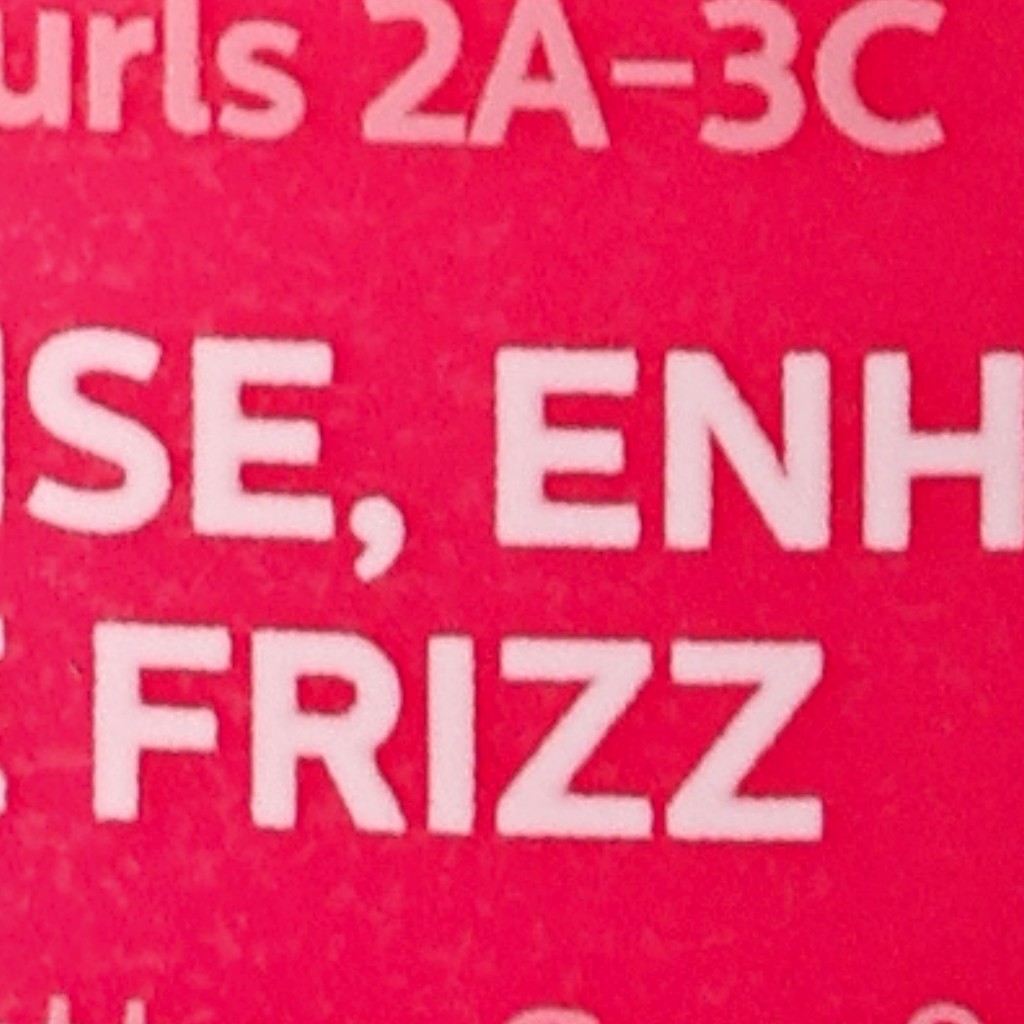 urls 2A–3C
SE, ENH
FRIZZ